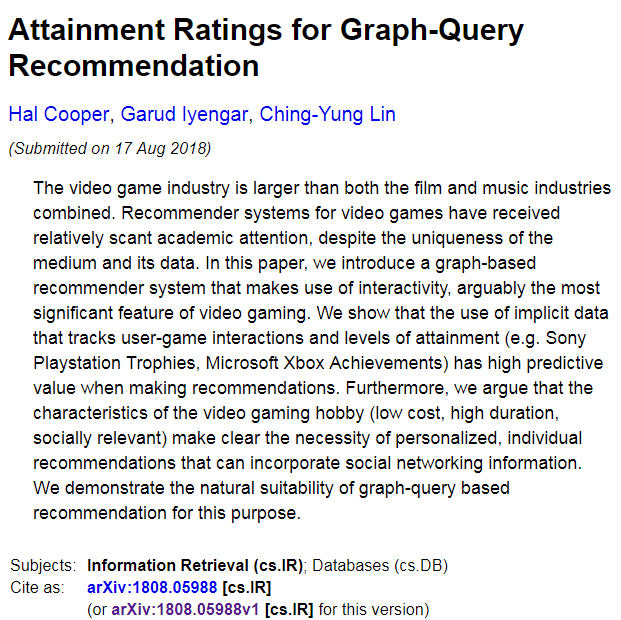 Attainment Ratings for Graph-Query
Recommendation
Hal Cooper, Garud Iyengar, Ching-Yung Lin
(Submitted on 17 Aug 2018)
The video game industry is larger than both the film and music industries
combined. Recommender systems for video games have received
relatively scant academic attention, despite the uniqueness of the
medium and its data. In this paper, we introduce a graph-based
recommender system that makes use of interactivity, arguably the most
significant feature of video gaming. We show that the use of implicit data
that tracks user-game interactions and levels of attainment (e.g. Sony
Playstation Trophies, Microsoft Xbox Achievements) has high predictive
value when making recommendations. Furthermore, we argue that the
characteristics of the video gaming hobby (low cost, high duration,
socially relevant) make clear the necessity of personalized, individual
recommendations that can incorporate social networking information.
We demonstrate the natural suitability of graph-query based
recommendation for this purpose.
Subjects: Information Retrieval (cs.IR); Databases (cs.DB)
Cite as: arXiv:1808.05988 [cs.IR]
(or arXiv:1808.05988v1 [cs.IR] for this version)